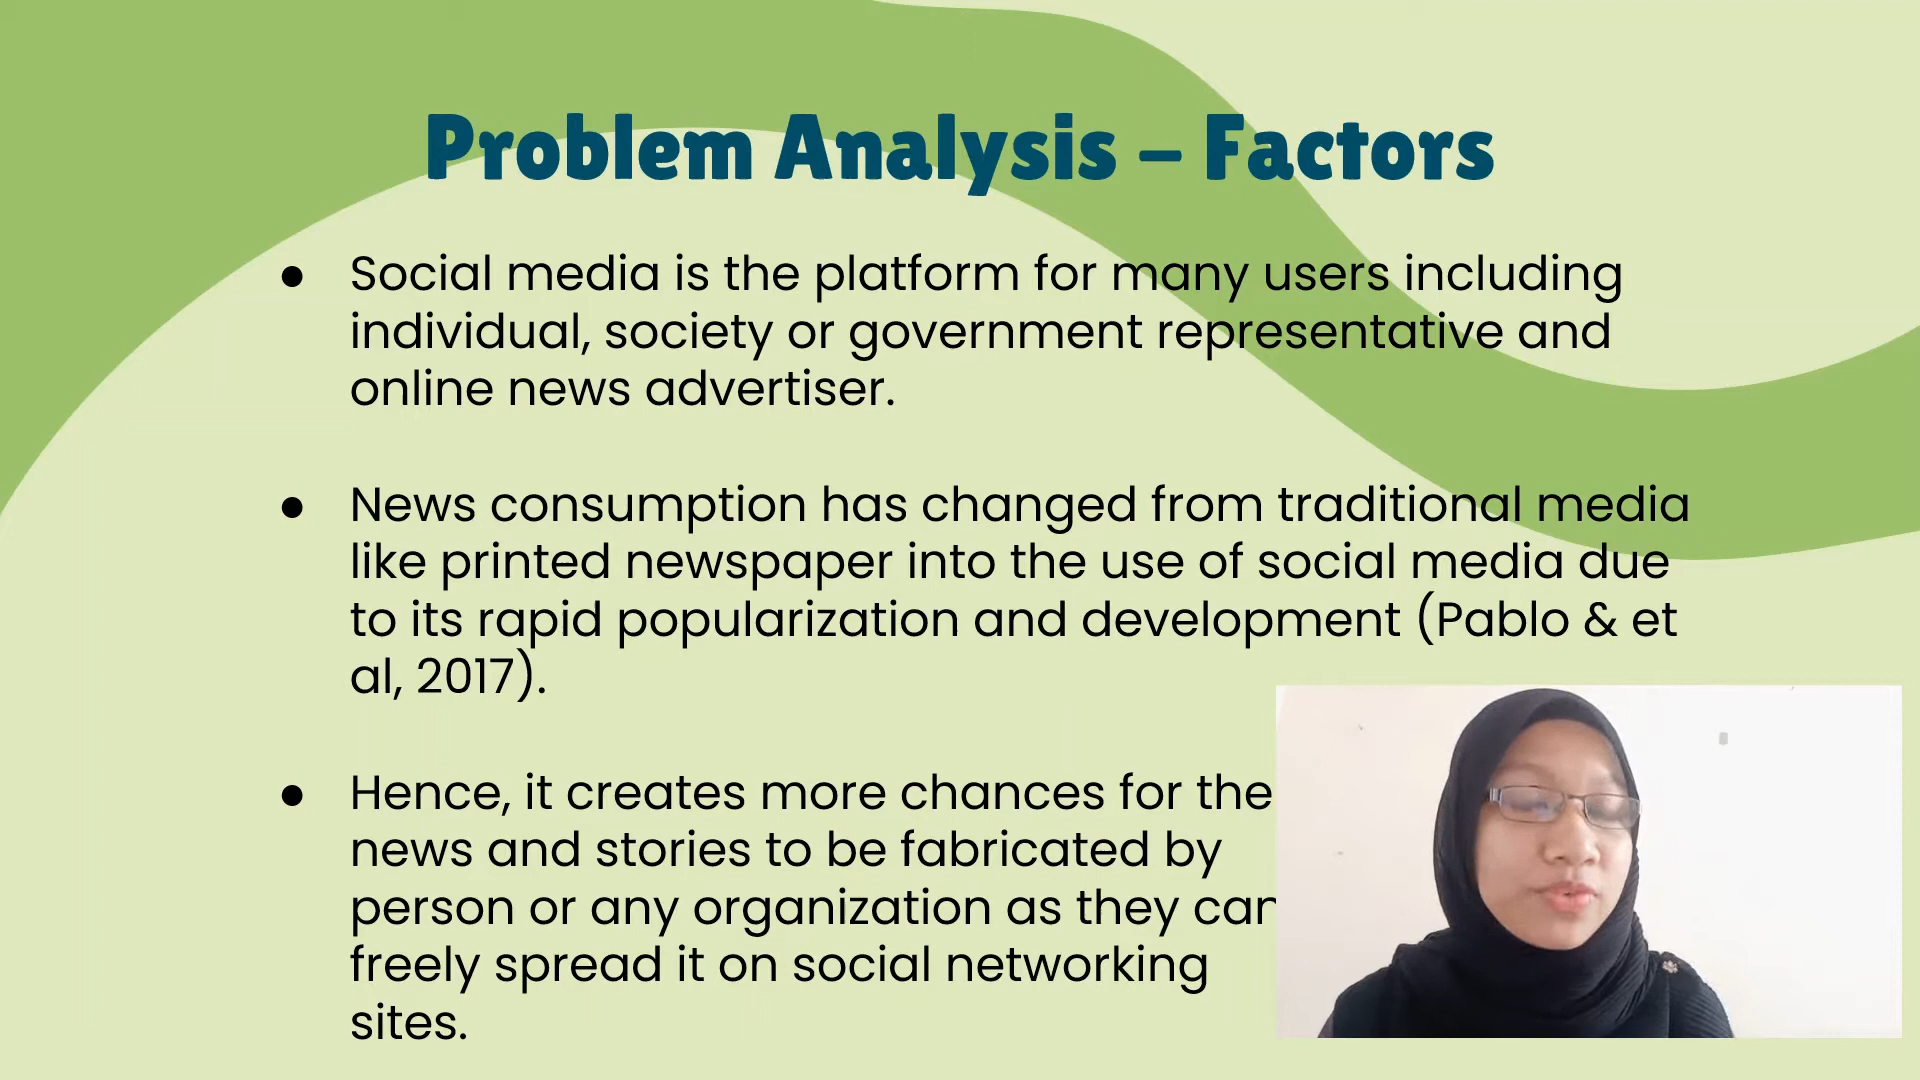 Problem Analysis – Factors
● Social media is the platform for many users including
individual, society or government representative and
online news advertiser.
● News consumption has changed from traditional media
like printed newspaper into the use of social media due
to its rapid popularization and development (Pablo & et
al, 2017).
● Hence, it creates more chances for the
news and stories to be fabricated by
person or any organization as they can
freely spread it on social networking
sites.